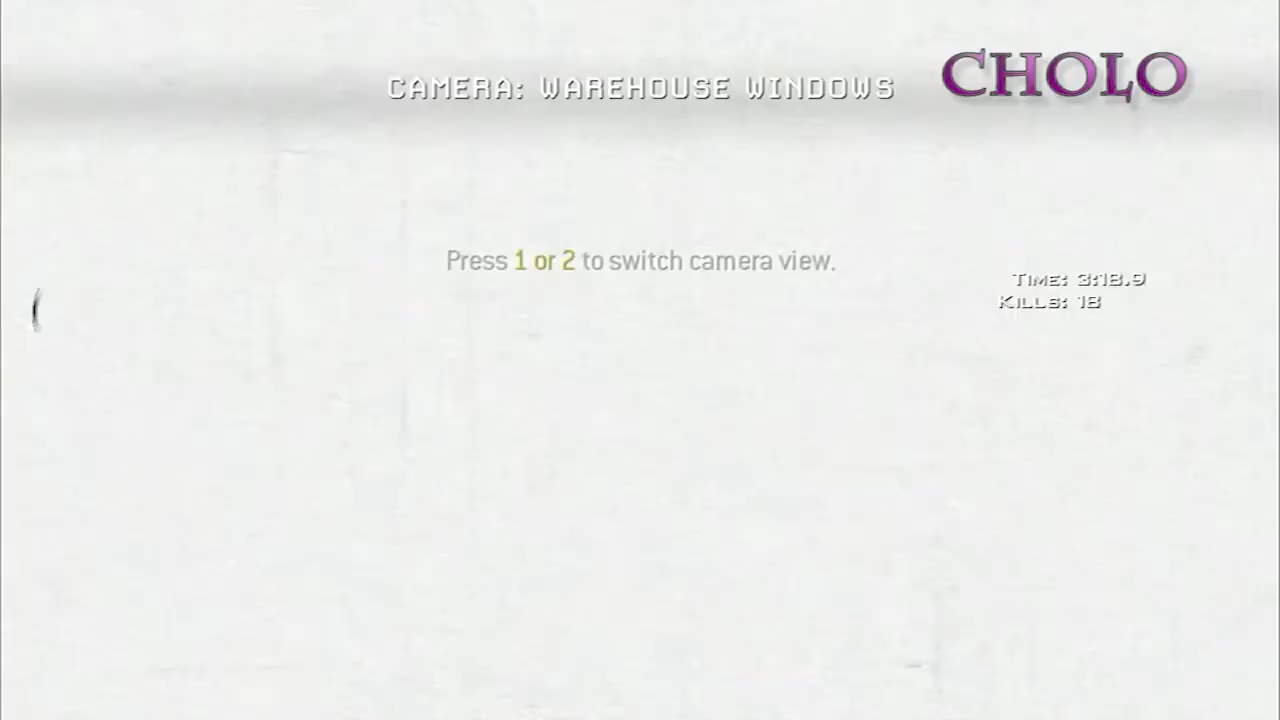 CAMERA: WAREHOUSE WINDOWS
CHOLO
Press 1 or 2 to switch camera view.
TIME: 3:18.9
KILLS: 18